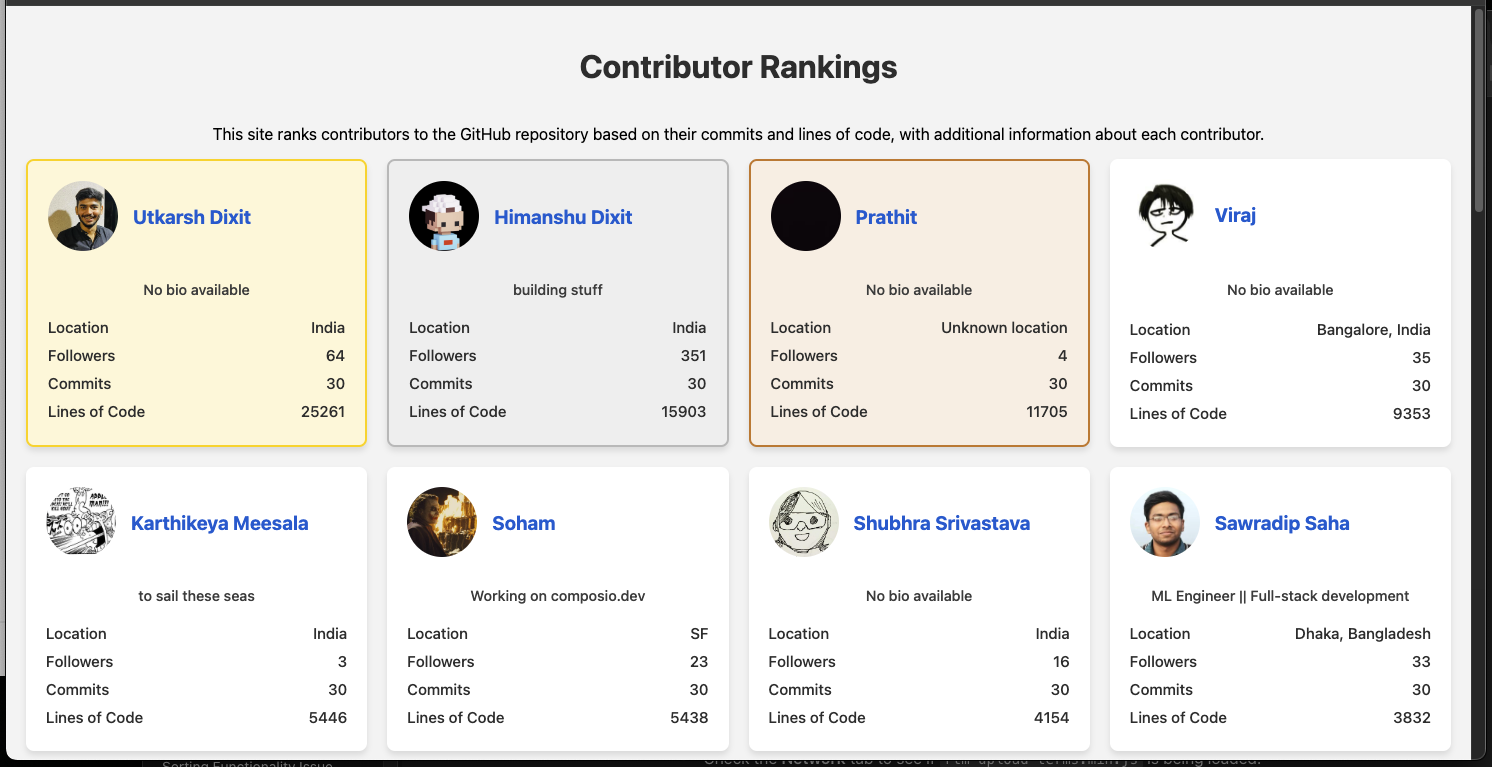 Contributor Rankings
This site ranks contributors to the GitHub repository based on their commits and lines of code, with additional information about each contributor.
Utkarsh Dixit
No bio available
Location India
Followers 64
Commits 30
Lines of Code 25261
Himanshu Dixit
building stuff
Location India
Followers 351
Commits 30
Lines of Code 15903
Prathit
No bio available
Location Unknown location
Followers 4
Commits 30
Lines of Code 11705
Viraj
No bio available
Location Bangalore, India
Followers 35
Commits 30
Lines of Code 9353
Karthikeya Meesala
to sail these seas
Location India
Followers 3
Commits 30
Lines of Code 5446
Soham
Working on composio.dev
Location SF
Followers 23
Commits 30
Lines of Code 5438
Shubhra Srivastava
No bio available
Location India
Followers 16
Commits 30
Lines of Code 4154
Sawradip Saha
ML Engineer || Full-stack development
Location Dhaka, Bangladesh
Followers 33
Commits 30
Lines of Code 3832
Sorting Functionality Issue
Check the Network tab to see if
is being loaded.